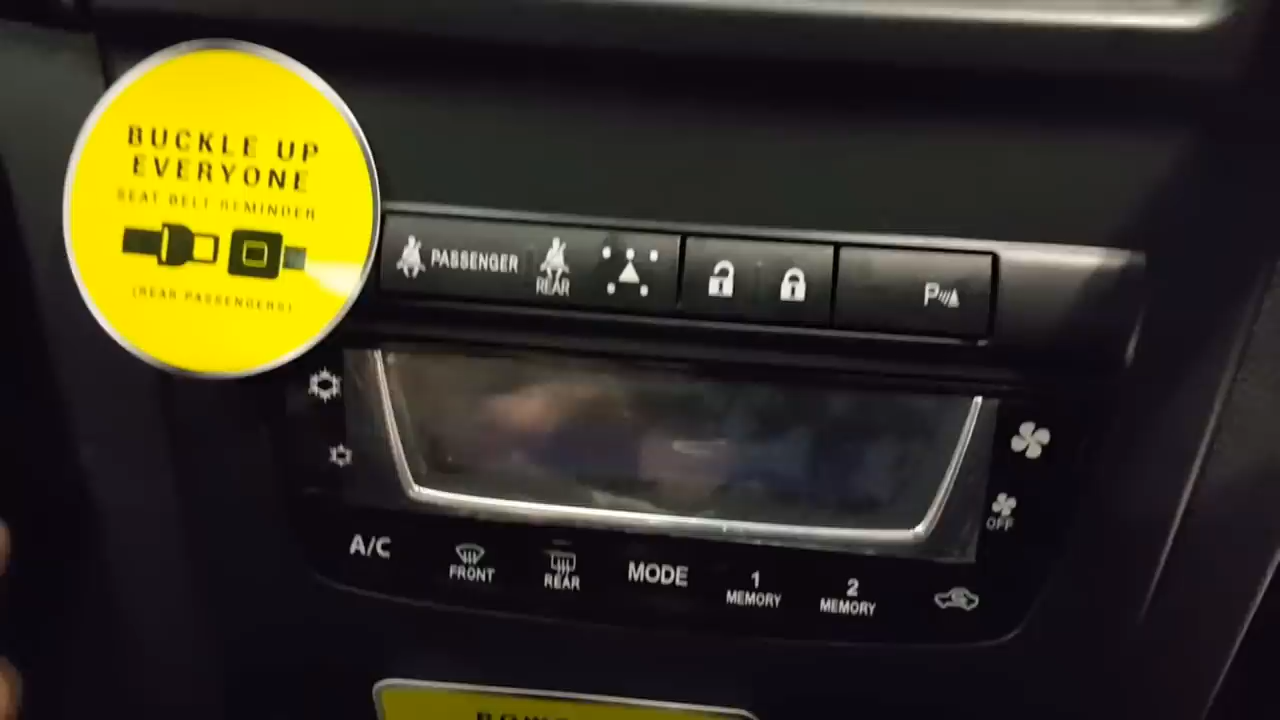 BUCKLE UP
EVERYONE
SEAT BELT REMINDER
(REAR PASSENGERS)
PASSENGER
REAR
P
OFF
A/C
FRONT
REAR
MODE
1
MEMORY
2
MEMORY